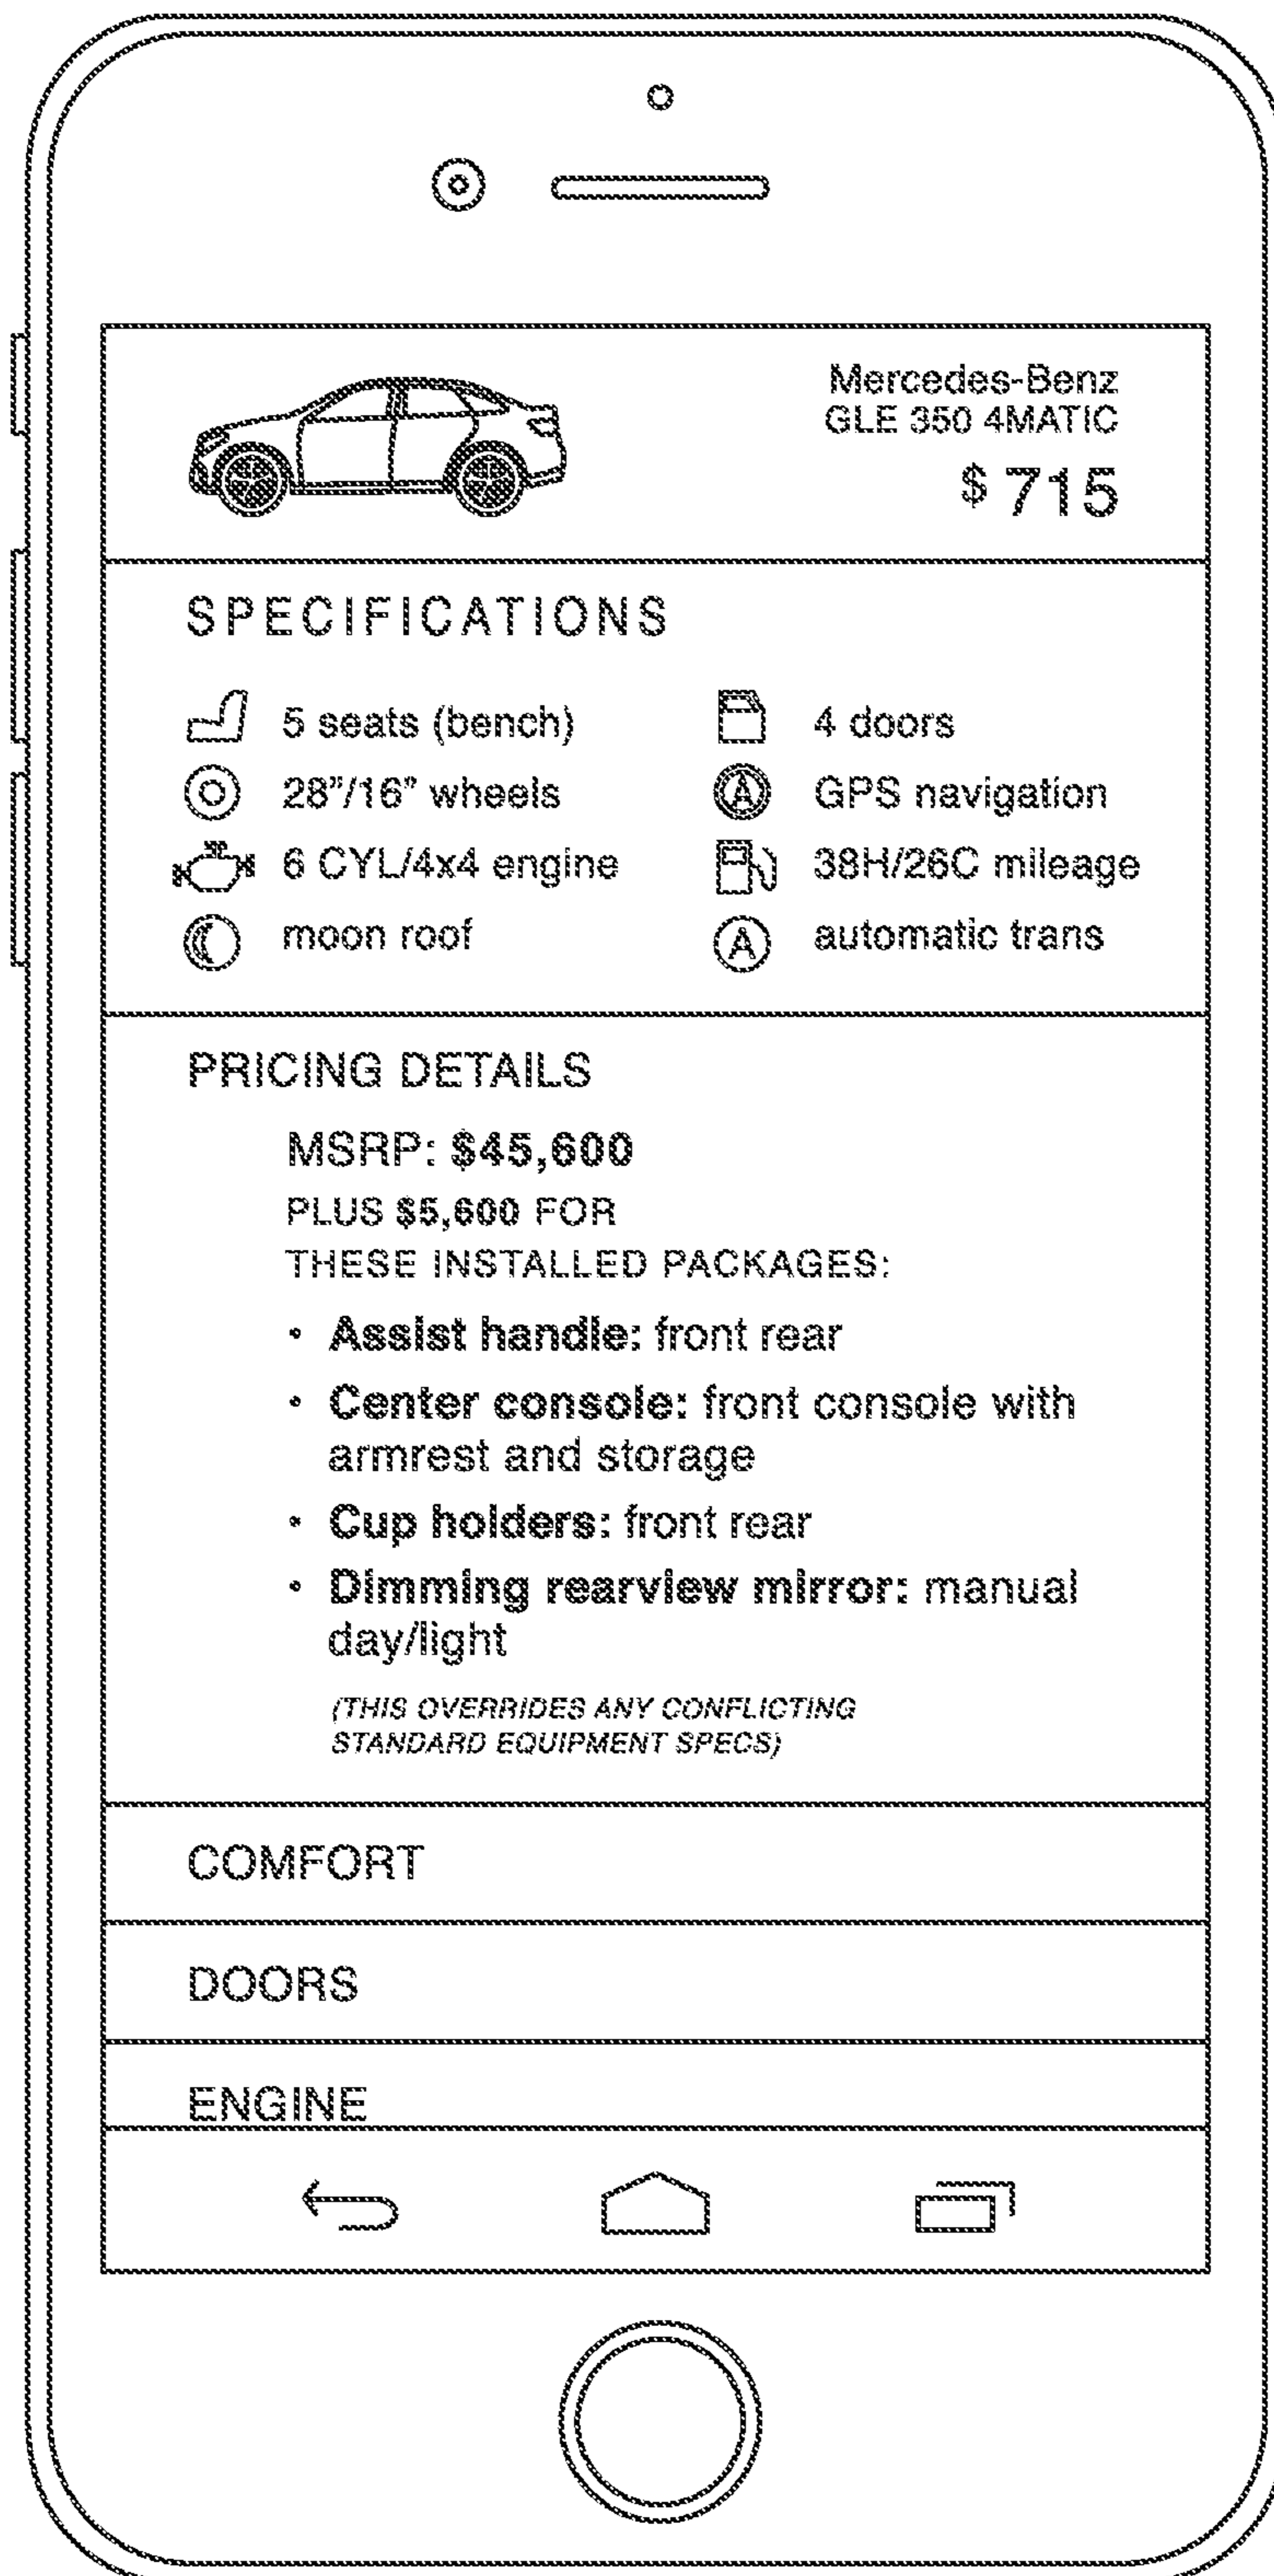 Mercedes-Benz
GLE 350 4MATIC
$ 715
SPECIFICATIONS
5 seats (bench)
4 doors
28”/16” wheels
A
GPS navigation
6 CYL/4x4 engine
38H/26C mileage
moon roof
A
automatic trans
PRICING DETAILS
MSRP: $45,600
PLUS $5,600 FOR
THESE INSTALLED PACKAGES:
• Assist handle: front rear
• Center console: front console with
armrest and storage
• Cup holders: front rear
• Dimming rearview mirror: manual
day/light
(THIS OVERRIDES ANY CONFLICTING
STANDARD EQUIPMENT SPECS)
COMFORT
DOORS
ENGINE